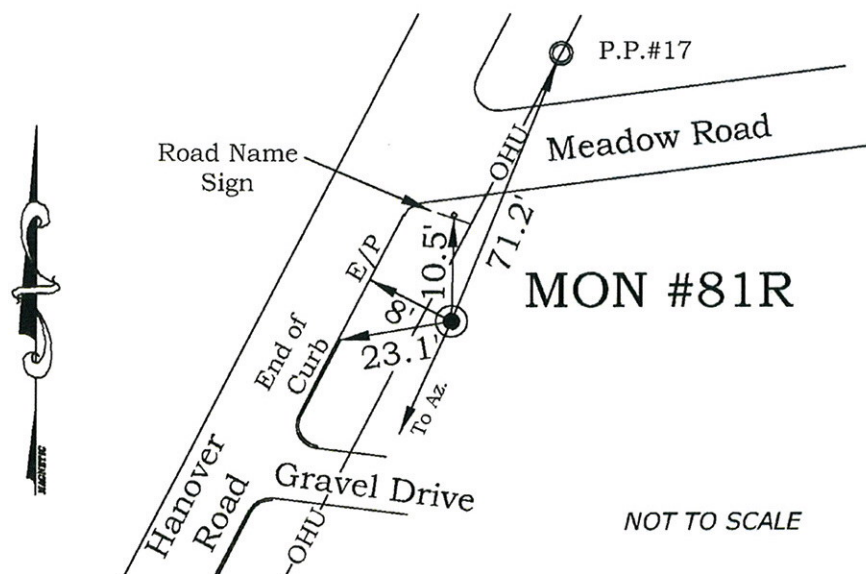 P.P.#17
OHU
Meadow Road
Road Name
Sign
E/P
10.5'
71.2'
MON #81R
8'
23.1'
End of
Curb
To Az.
Gravel Drive
Hanover
Road
OHU
MAGNETIC
NOT TO SCALE